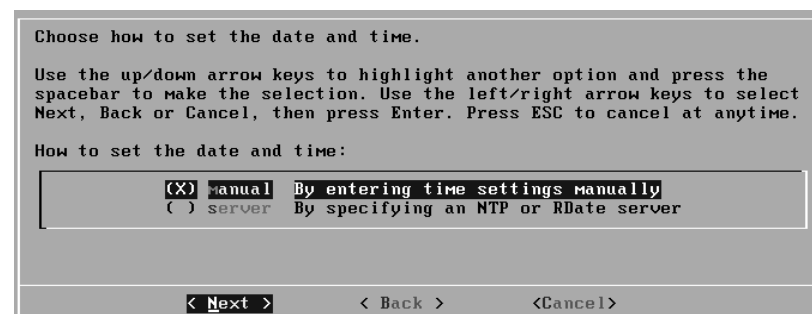 Choose how to set the date and time.
Use the up/down arrow keys to highlight another option and press the
spacebar to make the selection. Use the left/right arrow keys to select
Next, Back or Cancel, then press Enter. Press ESC to cancel at anytime.
How to set the date and time:
(X) manual By entering time settings manually
( ) server By specifying an NTP or RDate server
< Next > < Back > <Cancel>